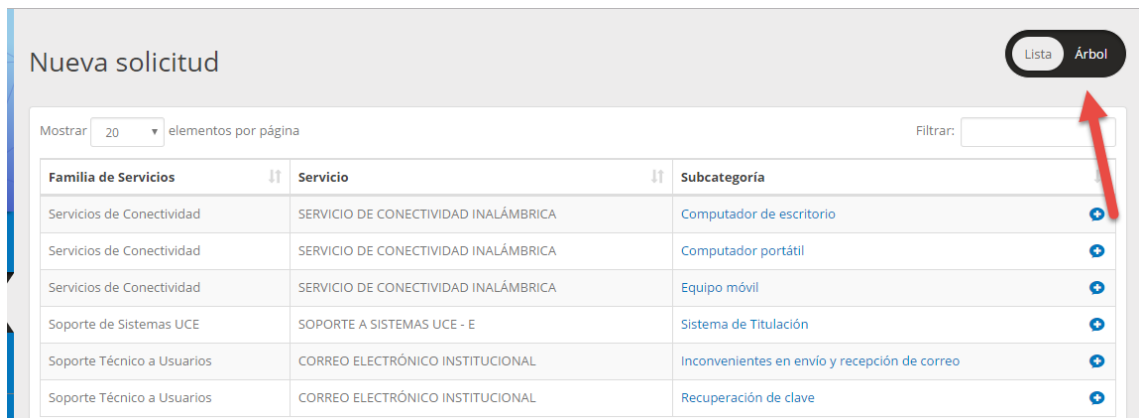 Lista Árbol
Nueva solicitud
Mostrar 20 elementos por página Filtrar:
Familia de Servicios Servicio Subcategoría
Servicios de Conectividad SERVICIO DE CONECTIVIDAD INALÁMBRICA Computador de escritorio
Servicios de Conectividad SERVICIO DE CONECTIVIDAD INALÁMBRICA Computador portátil
Servicios de Conectividad SERVICIO DE CONECTIVIDAD INALÁMBRICA Equipo móvil
Soporte de Sistemas UCE SOPORTE A SISTEMAS UCE - E Sistema de Titulación
Soporte Técnico a Usuarios CORREO ELECTRÓNICO INSTITUCIONAL Inconvenientes en envío y recepción de correo
Soporte Técnico a Usuarios CORREO ELECTRÓNICO INSTITUCIONAL Recuperación de clave